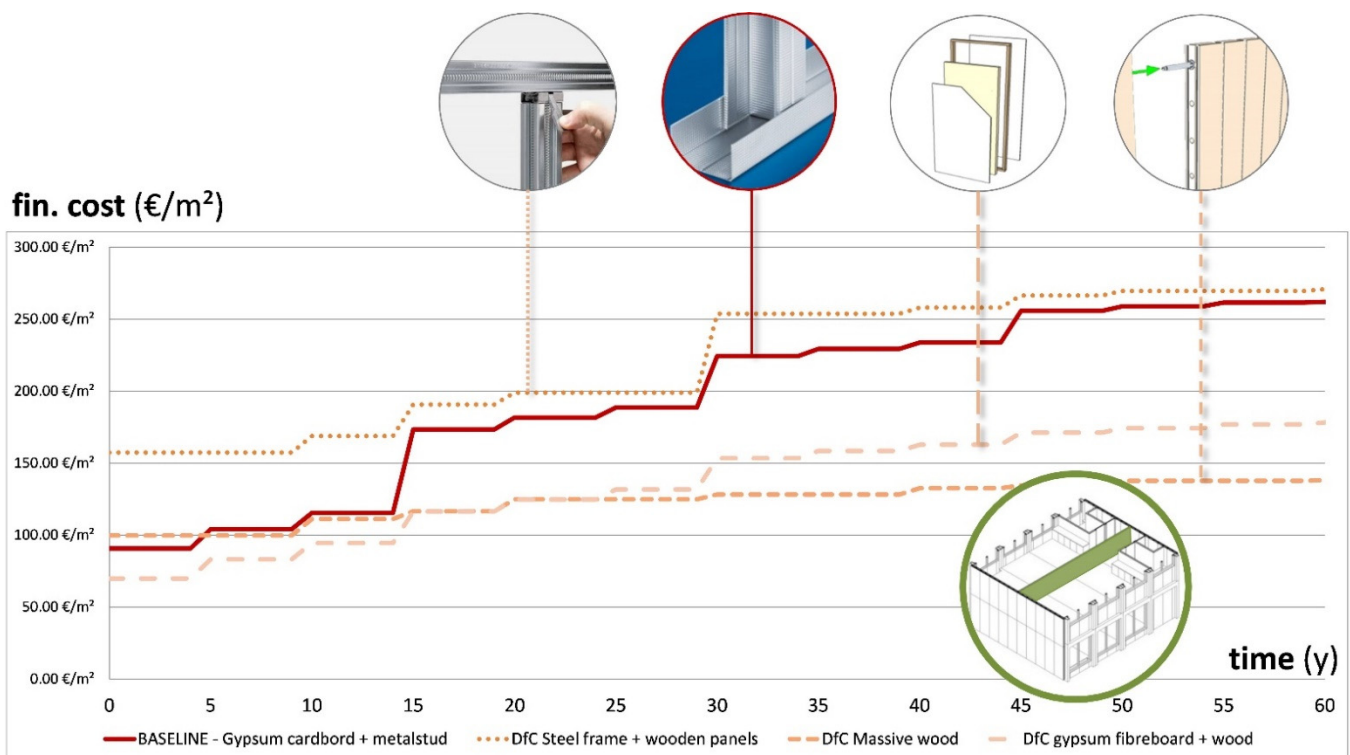 fin. cost (€/m²)
300.00 €/m²
250.00 €/m²
200.00 €/m²
150.00 €/m²
100.00 €/m²
50.00 €/m²
0.00 €/m²
time (y)
0 5 10 15 20 25 30 35 40 45 50 55 60
BASELINE - Gypsum cardbord + metalstud DfC Steel frame + wooden panels DfC Massive wood DfC gypsum fibreboard + wood